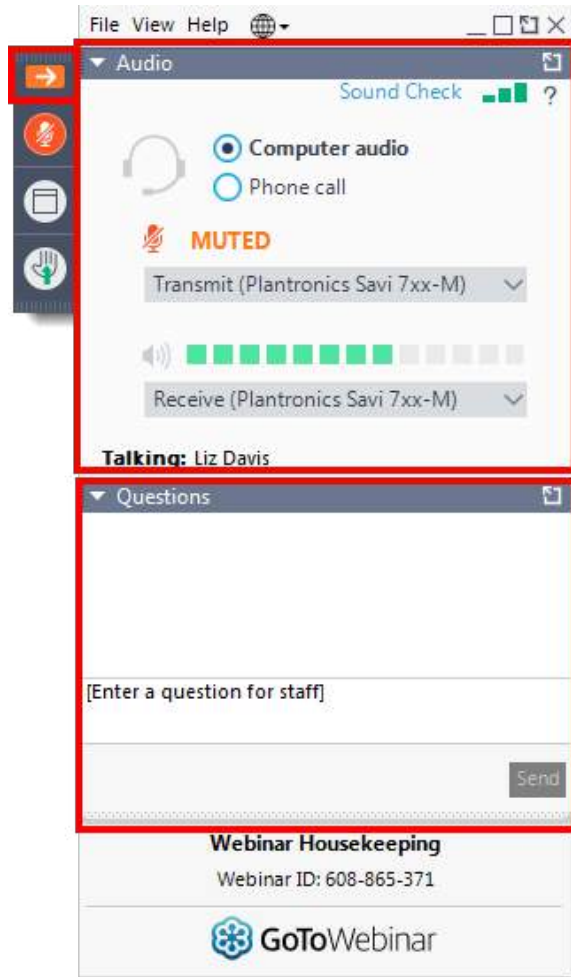 File View Help
Audio
Sound Check ?
Computer audio
Phone call
MUTED
Transmit (Plantronics Savi 7xx-M)
Receive (Plantronics Savi 7xx-M)
Talking: Liz Davis
Questions
[Enter a question for staff]
Send
Webinar Housekeeping
Webinar ID: 608-865-371
GoToWebinar